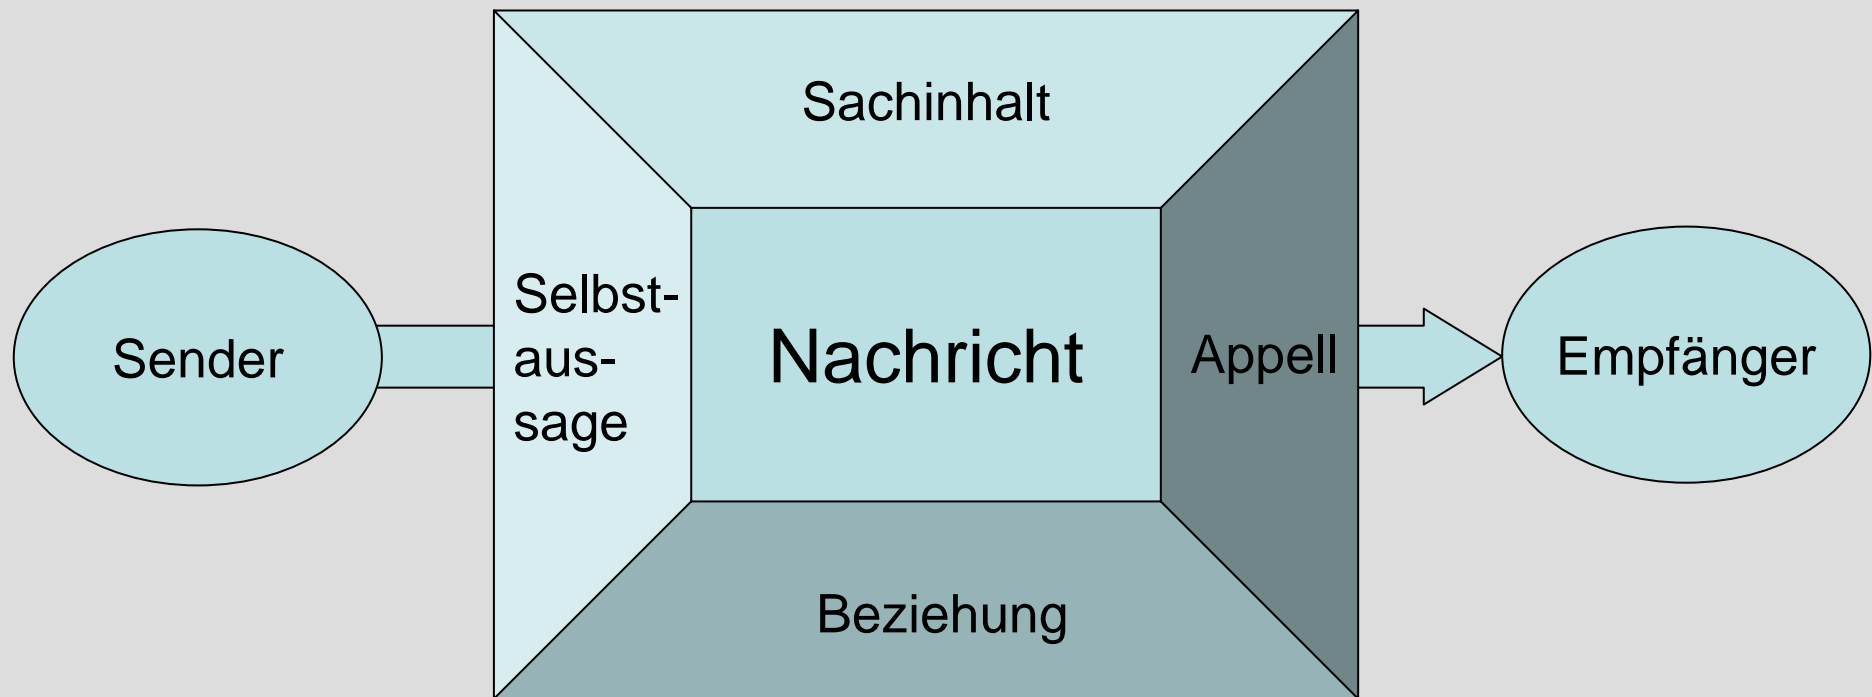 Sachinhalt
Sender
Selbst-
aus-
sage
Nachricht
Appell
Empfänger
Beziehung